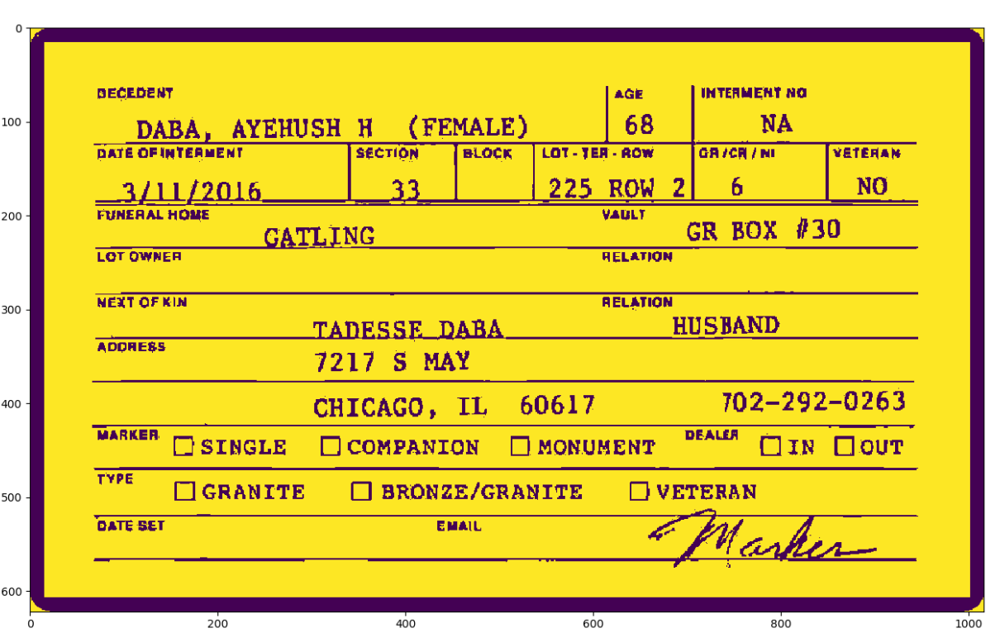 DECEDENT AGE INTERMENT NO
DABA, AYEHUSH H (FEMALE) 68 NA
DATE OF INTERMENT SECTION BLOCK LOT - TER - ROW GR / CR / NI VETERAN
3/11/2016 33 225 ROW 2 6 NO
FUNERAL HOME VAULT
GATLING GR BOX #30
LOT OWNER RELATION
NEXT OF KIN RELATION
TADESSE DABA HUSBAND
ADDRESS
7217 S MAY
CHICAGO, IL 60617 702-292-0263
MARKER SINGLE COMPANION MONUMENT DEALER IN OUT
TYPE GRANITE BRONZE/GRANITE VETERAN
DATE SET EMAIL
Marker
0
100
200
300
400
500
600
0 200 400 600 800 1000